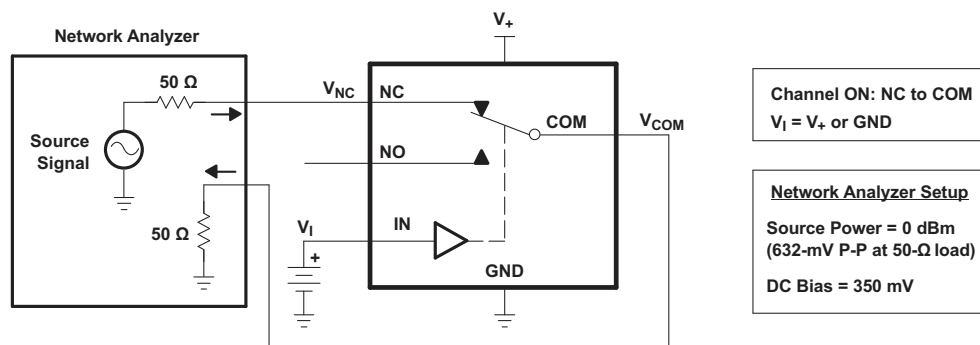 Network Analyzer
50 Ω
Source
Signal
50 Ω
V+
VNC
NC
COM
VCOM
NO
VI
IN
+
GND
Channel ON: NC to COM
VI = V+ or GND
Network Analyzer Setup
Source Power = 0 dBm
(632-mV P-P at 50-Ω load)
DC Bias = 350 mV